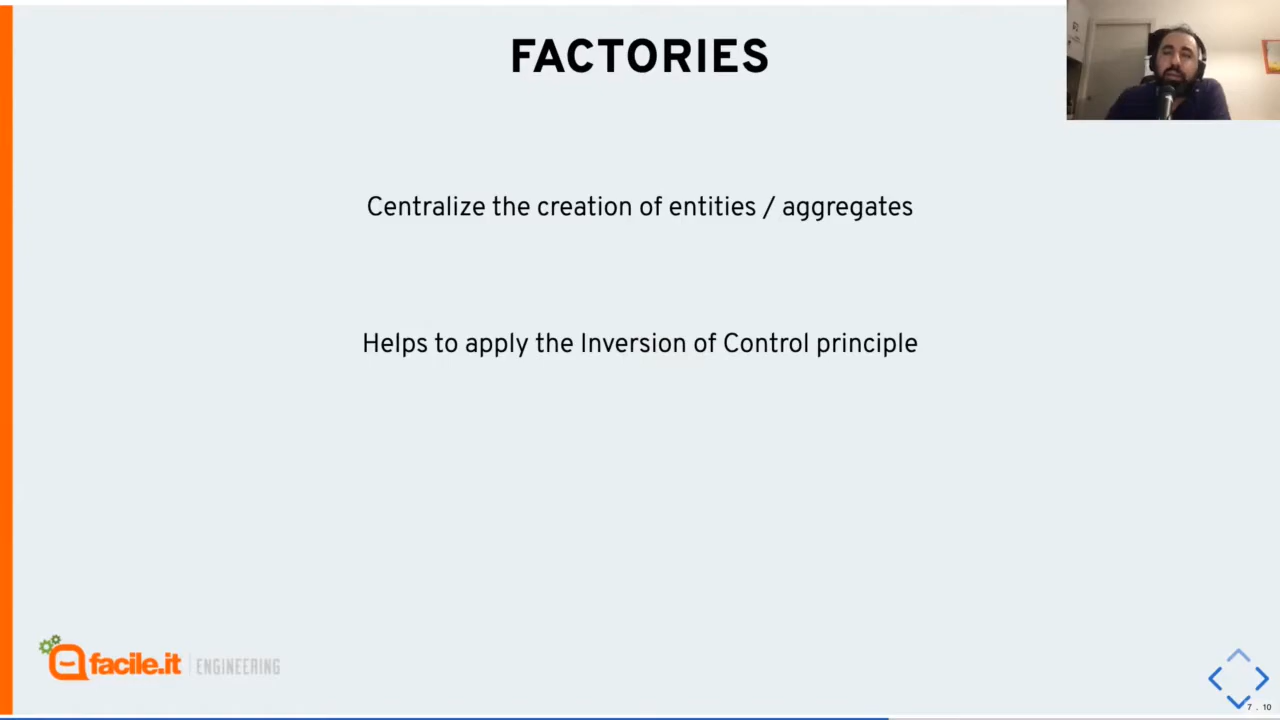 FACTORIES
Centralize the creation of entities / aggregates
Helps to apply the Inversion of Control principle
facile.it ENGINEERING
7 . 10